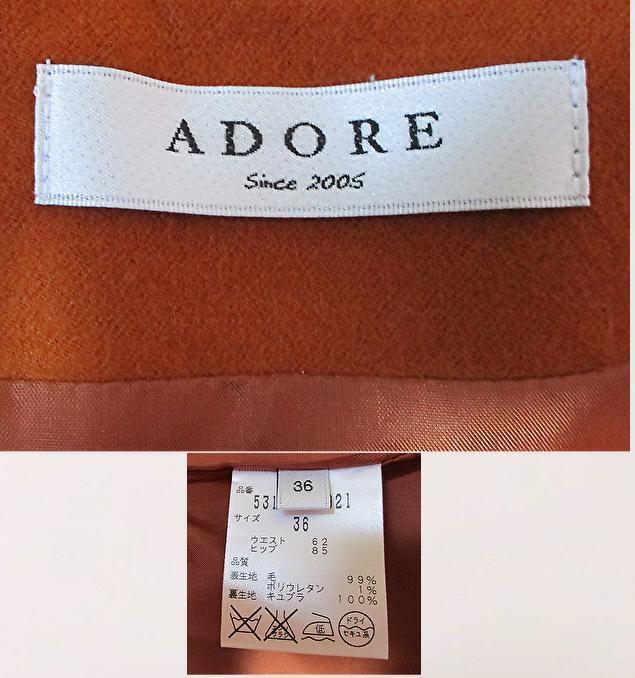 ADORE
Since 2005
36
品番
531 021
サイズ
36
ウエスト 62
ヒップ 85
品質
表生地 毛 99%
ポリウレタン 1%
裏生地 キュプラ 100%
低
ドライ
セキユ系